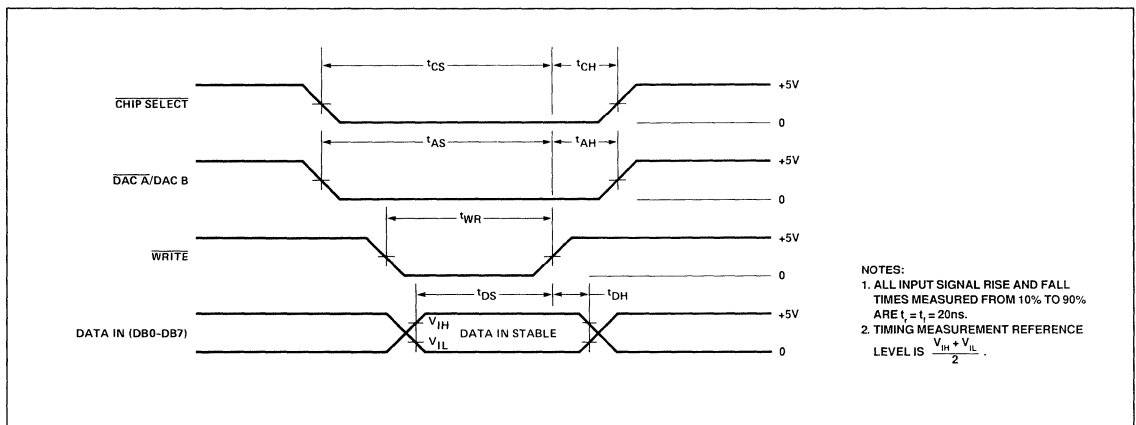 tCS tCH
+5V
CHIP SELECT
0
tAS tAH
+5V
DAC A/DAC B
0
tWR
+5V
WRITE
0
tDS tDH
+5V
VIH
DATA IN (DB0-DB7) DATA IN STABLE
VIL
0
NOTES:
1. ALL INPUT SIGNAL RISE AND FALL
TIMES MEASURED FROM 10% TO 90%
ARE tr = tf = 20ns.
2. TIMING MEASUREMENT REFERENCE
LEVEL IS (VIH + VIL)/2 .